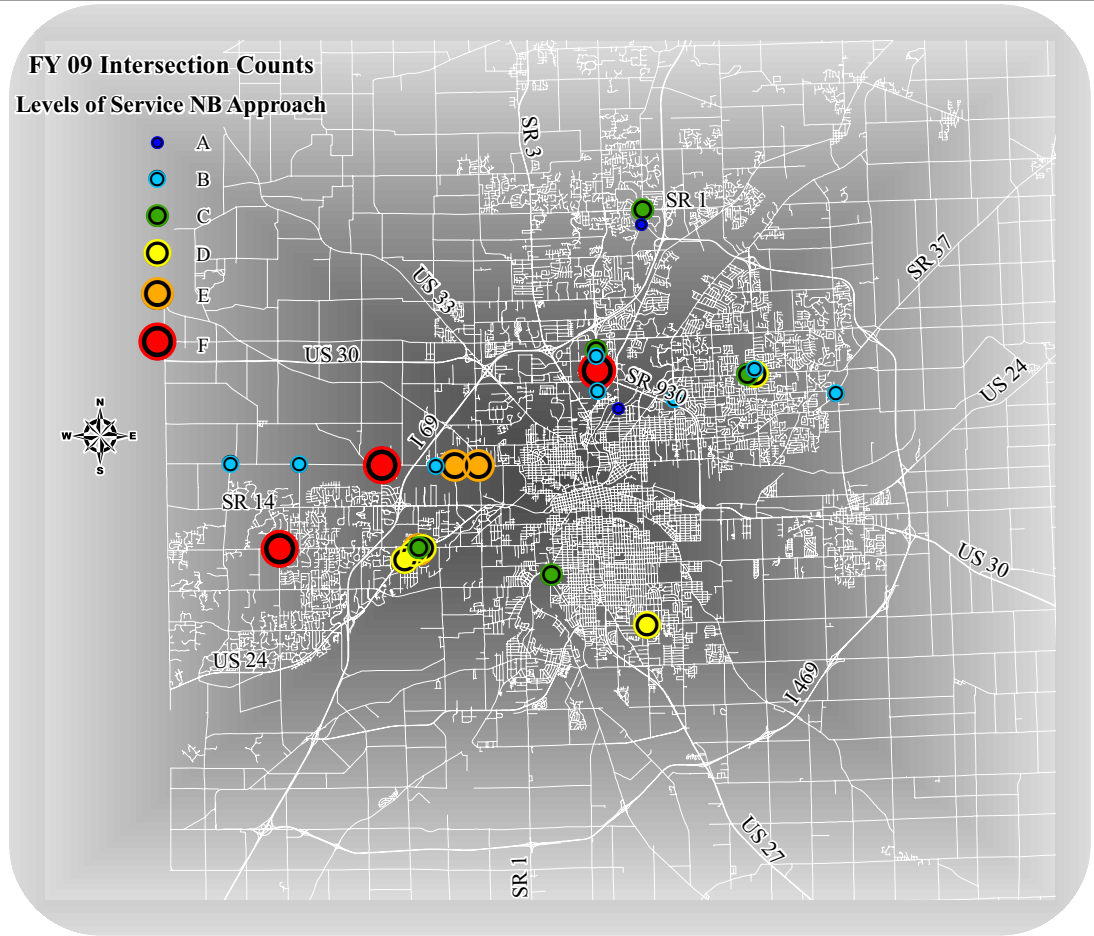 FY 09 Intersection Counts
Levels of Service NB Approach
A
B
C
D
E
F
SR 3
SR 1
SR 37
US 33
US 30
SR 930
US 24
I 69
N
W E
S
SR 14
US 30
US 24
I 469
US 27
SR 1